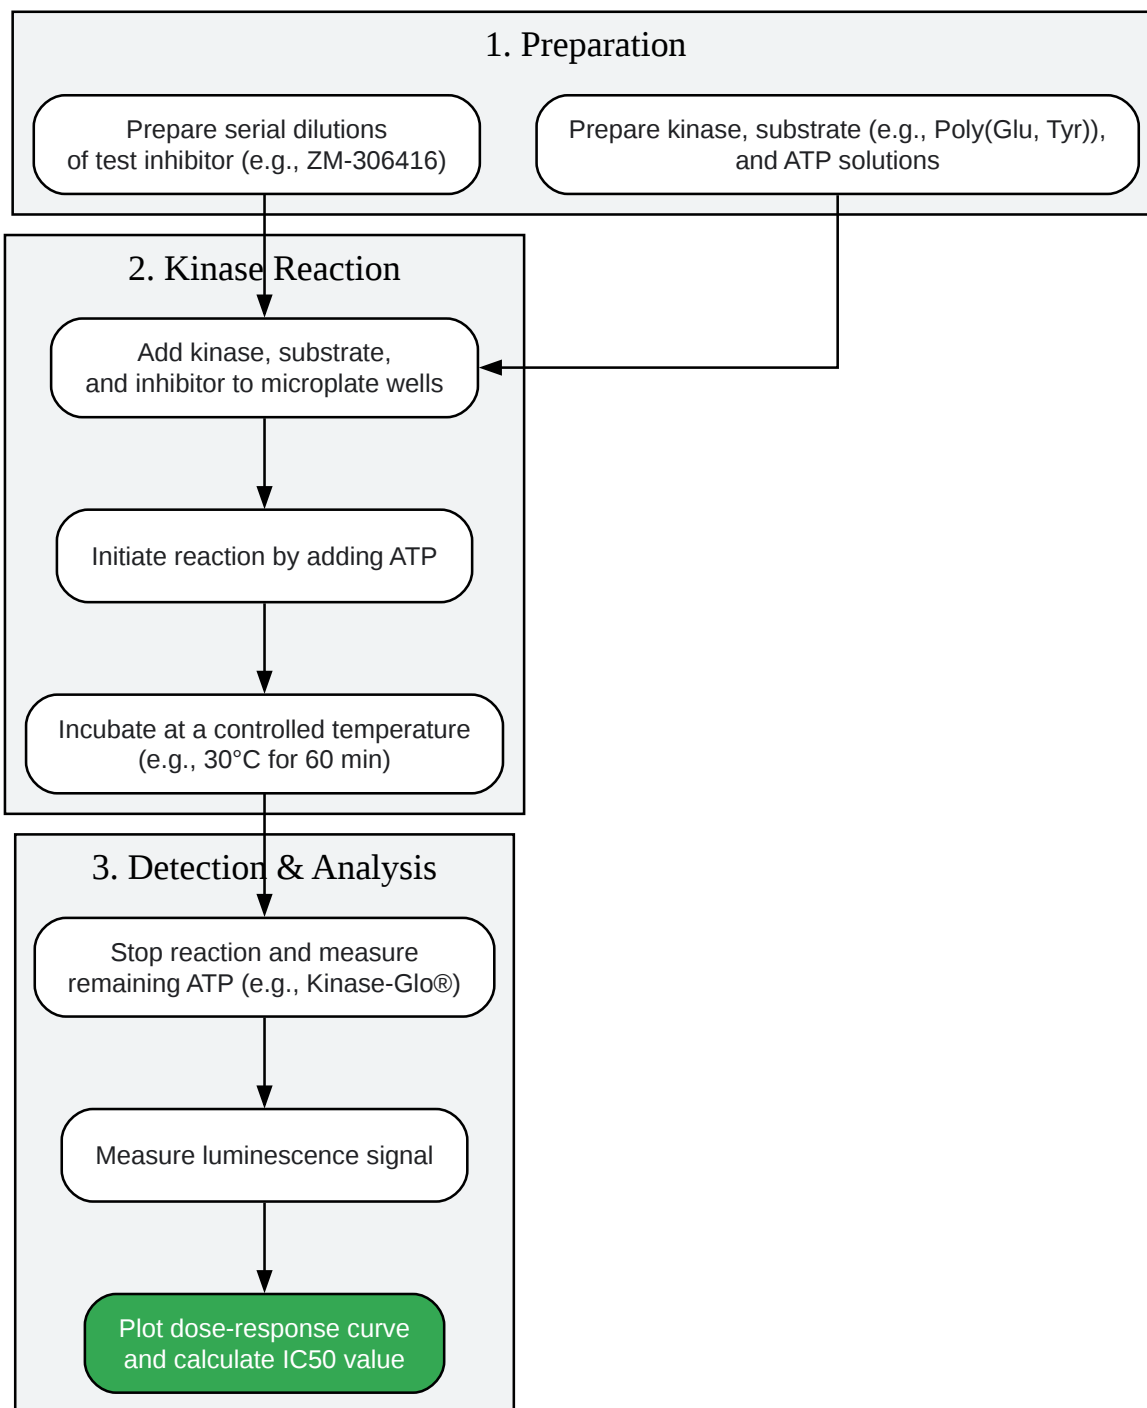 1. Preparation
Prepare serial dilutions
of test inhibitor (e.g., ZM-306416)
Prepare kinase, substrate (e.g., Poly(Glu, Tyr)),
and ATP solutions
2. Kinase Reaction
Add kinase, substrate,
and inhibitor to microplate wells
Initiate reaction by adding ATP
Incubate at a controlled temperature
(e.g., 30°C for 60 min)
3. Detection & Analysis
Stop reaction and measure
remaining ATP (e.g., Kinase-Glo®)
Measure luminescence signal
Plot dose-response curve
and calculate IC50 value